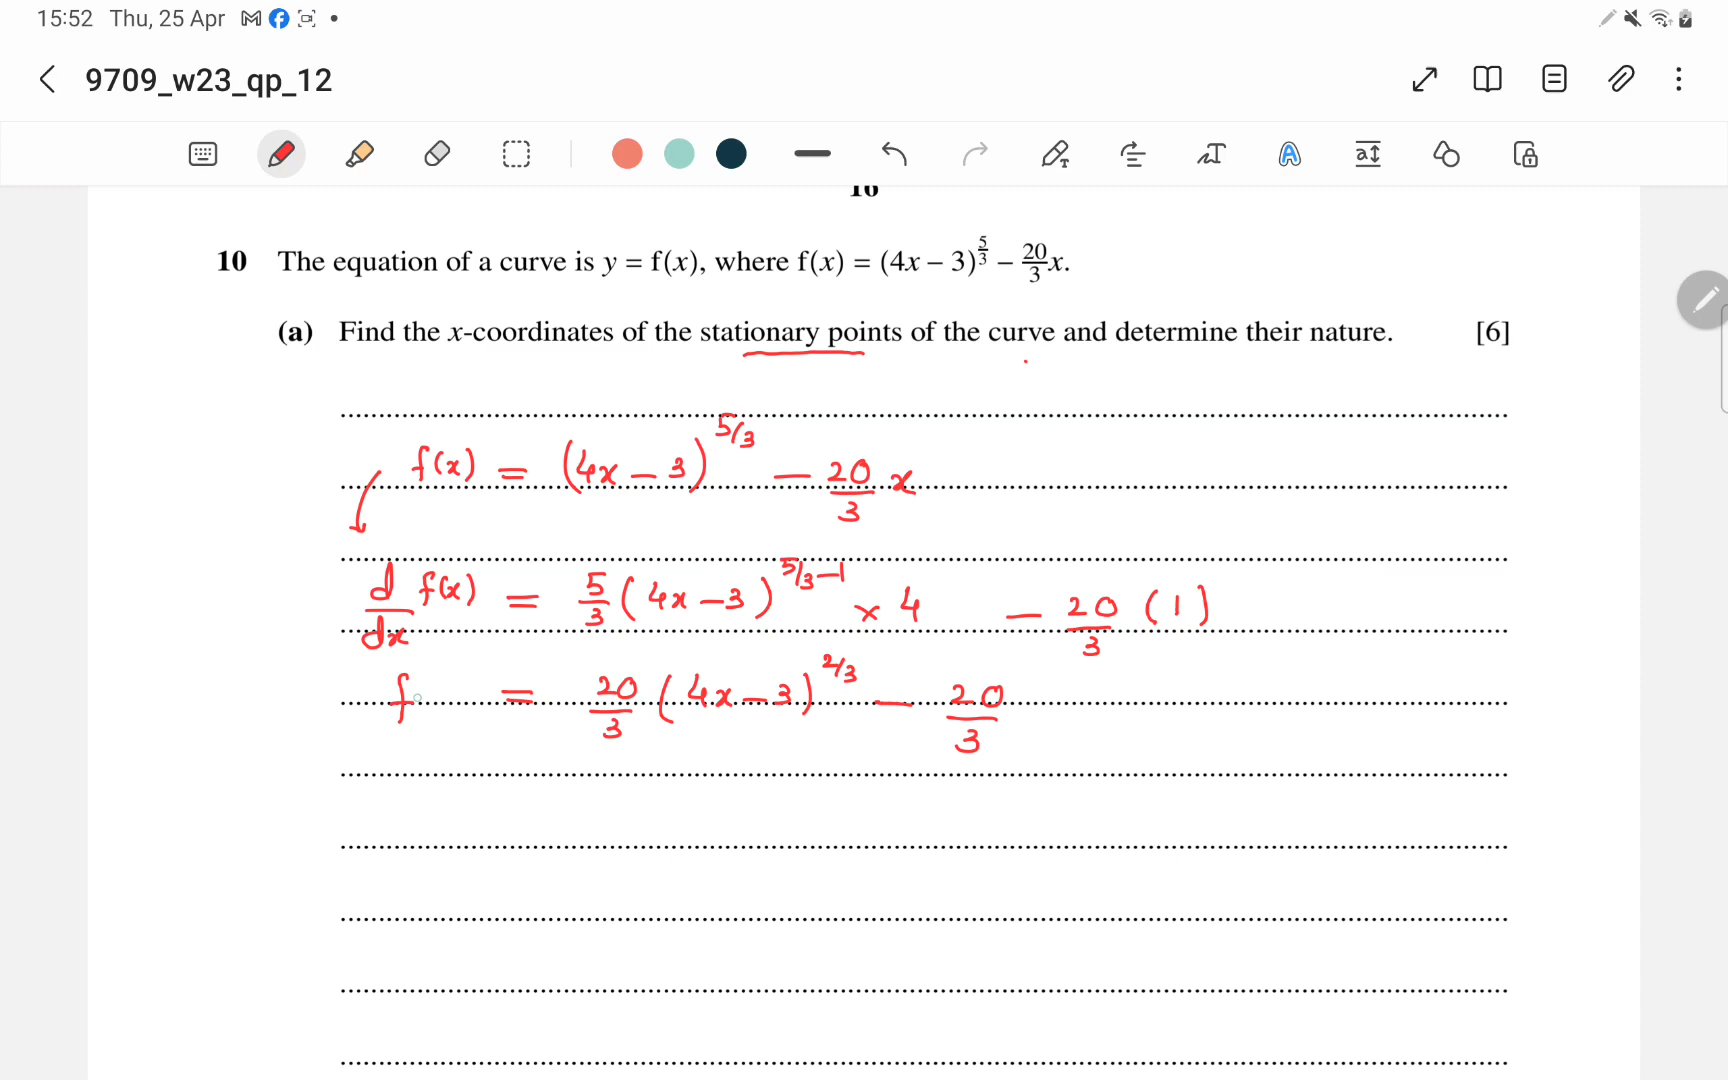 15:52 Thu, 25 Apr
9709_w23_qp_12
16
10 The equation of a curve is y = f(x), where f(x) = (4x − 3)^(5/3) − 20/3 x.
(a) Find the x-coordinates of the stationary points of the curve and determine their nature. [6]
f(x) = (4x − 3)^(5/3) − 20/3 x
d/dx f(x) = 5/3 (4x − 3)^(5/3 − 1) × 4 − 20/3 (1)
f = 20/3 (4x − 3)^(2/3) − 20/3